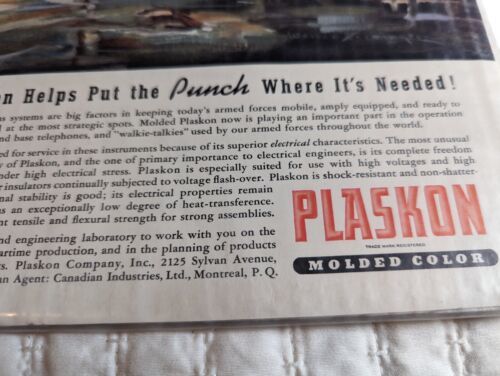 n Helps Put the Punch Where It's Needed!
ns systems are big factors in keeping today's armed forces mobile, amply equipped, and ready to
l at the most strategic spots. Molded Plaskon now is playing an important part in the operation
nd base telephones, and "walkie-talkies" used by our armed forces throughout the world.
ed for service in these instruments because of its superior electrical characteristics. The most unusual
y of Plaskon, and the one of primary importance to electrical engineers, is its complete freedom
nder high electrical stress. Plaskon is especially suited for use with high voltages and high
r insulators continually subjected to voltage flash-over. Plaskon is shock-resistant and non-shatter-
nal stability is good; its electrical properties remain
s an exceptionally low degree of heat-transference.
nt tensile and flexural strength for strong assemblies.
nd engineering laboratory to work with you on the
artime production, and in the planning of products
s. Plaskon Company, Inc., 2125 Sylvan Avenue,
an Agent: Canadian Industries, Ltd., Montreal, P. Q.
PLASKON
TRADE MARK REGISTERED
MOLDED COLOR